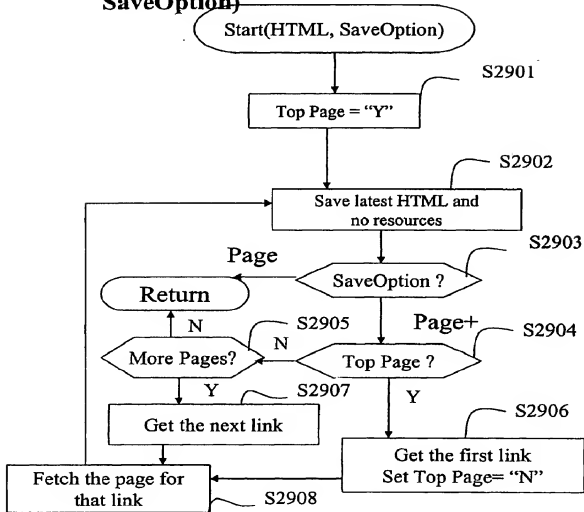 SaveOption)
Start(HTML, SaveOption)
S2901
Top Page = “Y”
S2902
Save latest HTML and
no resources
S2903
Page
SaveOption ?
Return
Page+
S2904
N
S2905
N
More Pages?
Top Page ?
Y
S2907
Y
S2906
Get the next link
Get the first link
Set Top Page= “N”
Fetch the page for
that link
S2908